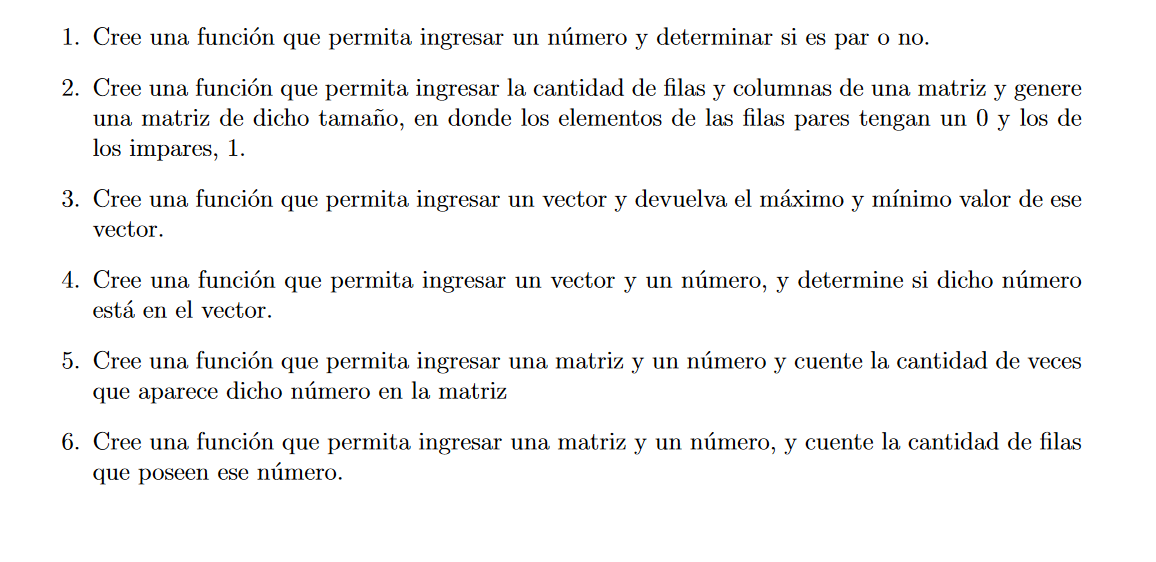 1. Cree una función que permita ingresar un número y determinar si es par o no.
2. Cree una función que permita ingresar la cantidad de filas y columnas de una matriz y genere
una matriz de dicho tamaño, en donde los elementos de las filas pares tengan un 0 y los de
los impares, 1.
3. Cree una función que permita ingresar un vector y devuelva el máximo y mínimo valor de ese
vector.
4. Cree una función que permita ingresar un vector y un número, y determine si dicho número
está en el vector.
5. Cree una función que permita ingresar una matriz y un número y cuente la cantidad de veces
que aparece dicho número en la matriz
6. Cree una función que permita ingresar una matriz y un número, y cuente la cantidad de filas
que poseen ese número.